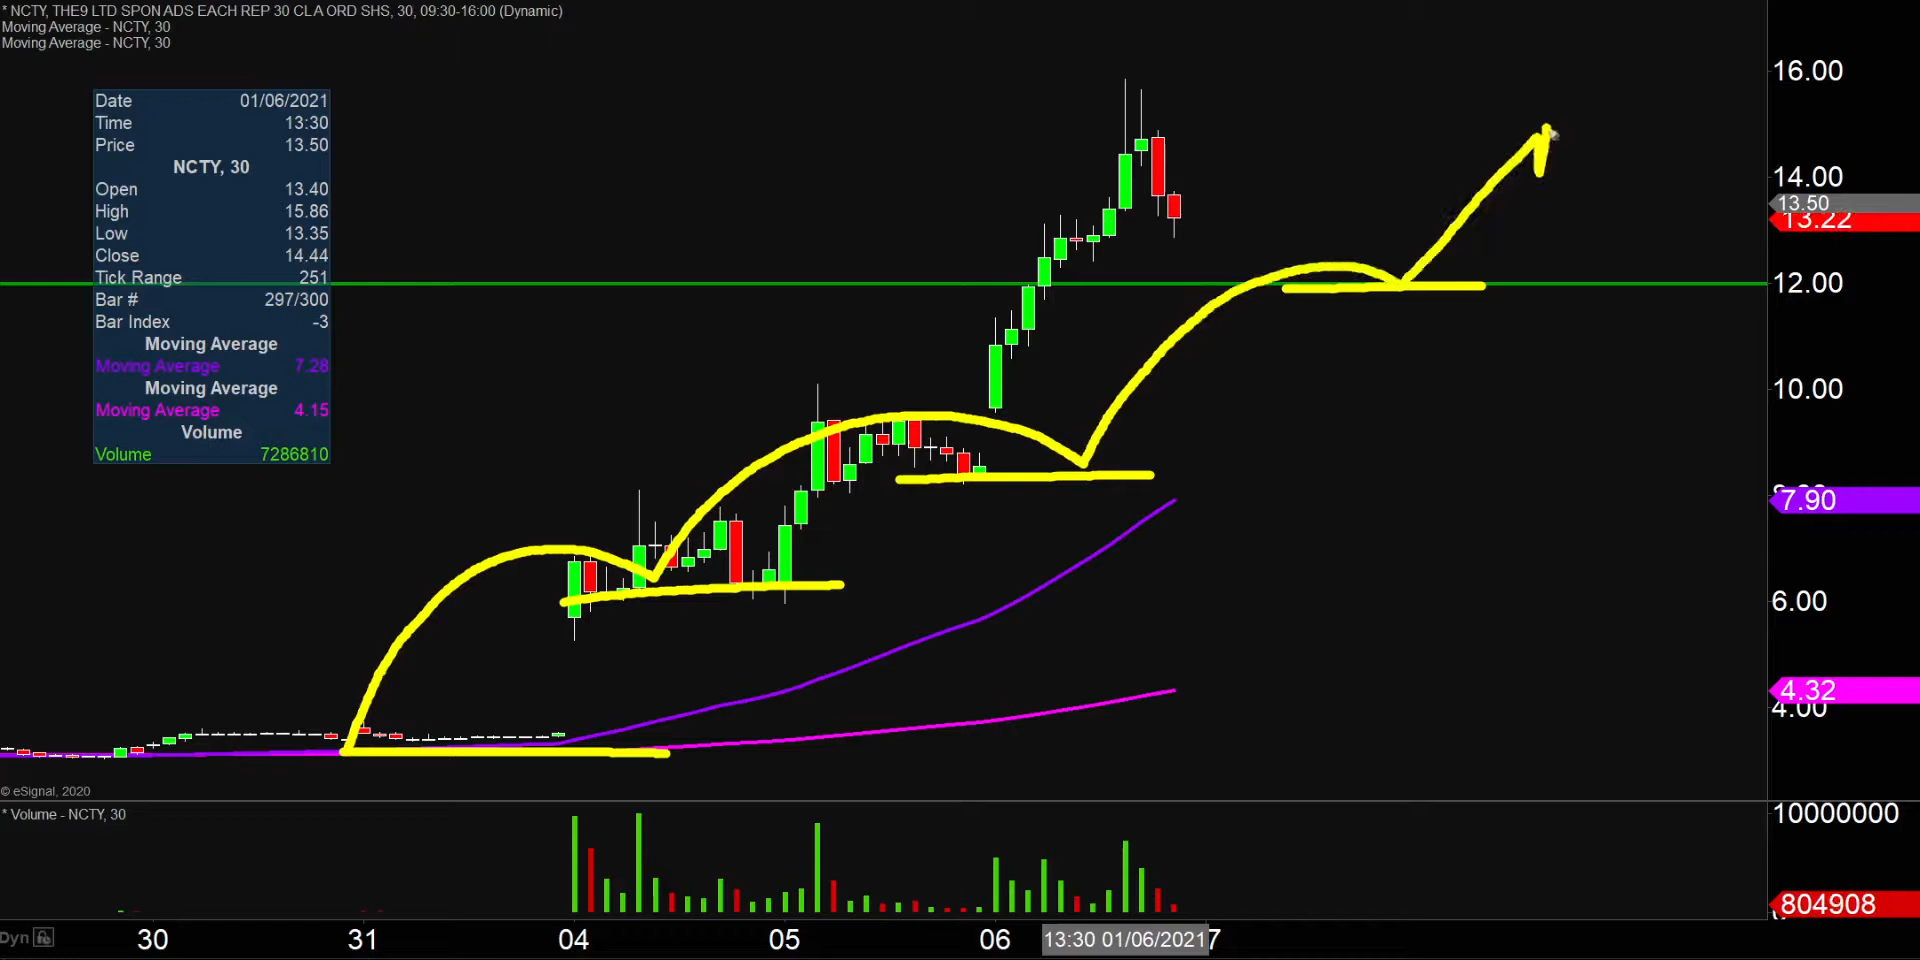 * NCTY, THE9 LTD SPON ADS EACH REP 30 CL A ORD SHS, 30, 09:30-16:00 (Dynamic)
Moving Average - NCTY, 30
Moving Average - NCTY, 30
Date 01/06/2021
Time 13:30
Price 13.50
NCTY, 30
Open 13.40
High 15.86
Low 13.35
Close 14.44
Tick Range 251
Bar # 297/300
Bar Index -3
Moving Average
Moving Average 7.28
Moving Average
Moving Average 4.15
Volume
Volume 7286810
16.00
14.00
13.50
13.22
12.00
10.00
7.90
6.00
4.32
4.00
© eSignal, 2020
* Volume - NCTY, 30
10000000
804908
Dyn 30 31 04 05 06 13:30 01/06/2021 7